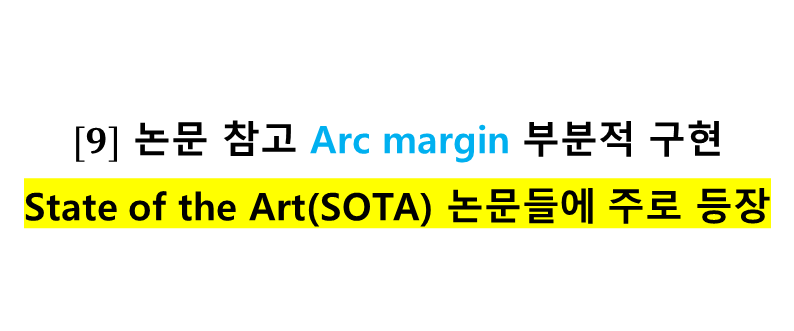 [9] 논문 참고 Arc margin 부분적 구현
State of the Art(SOTA) 논문들에 주로 등장